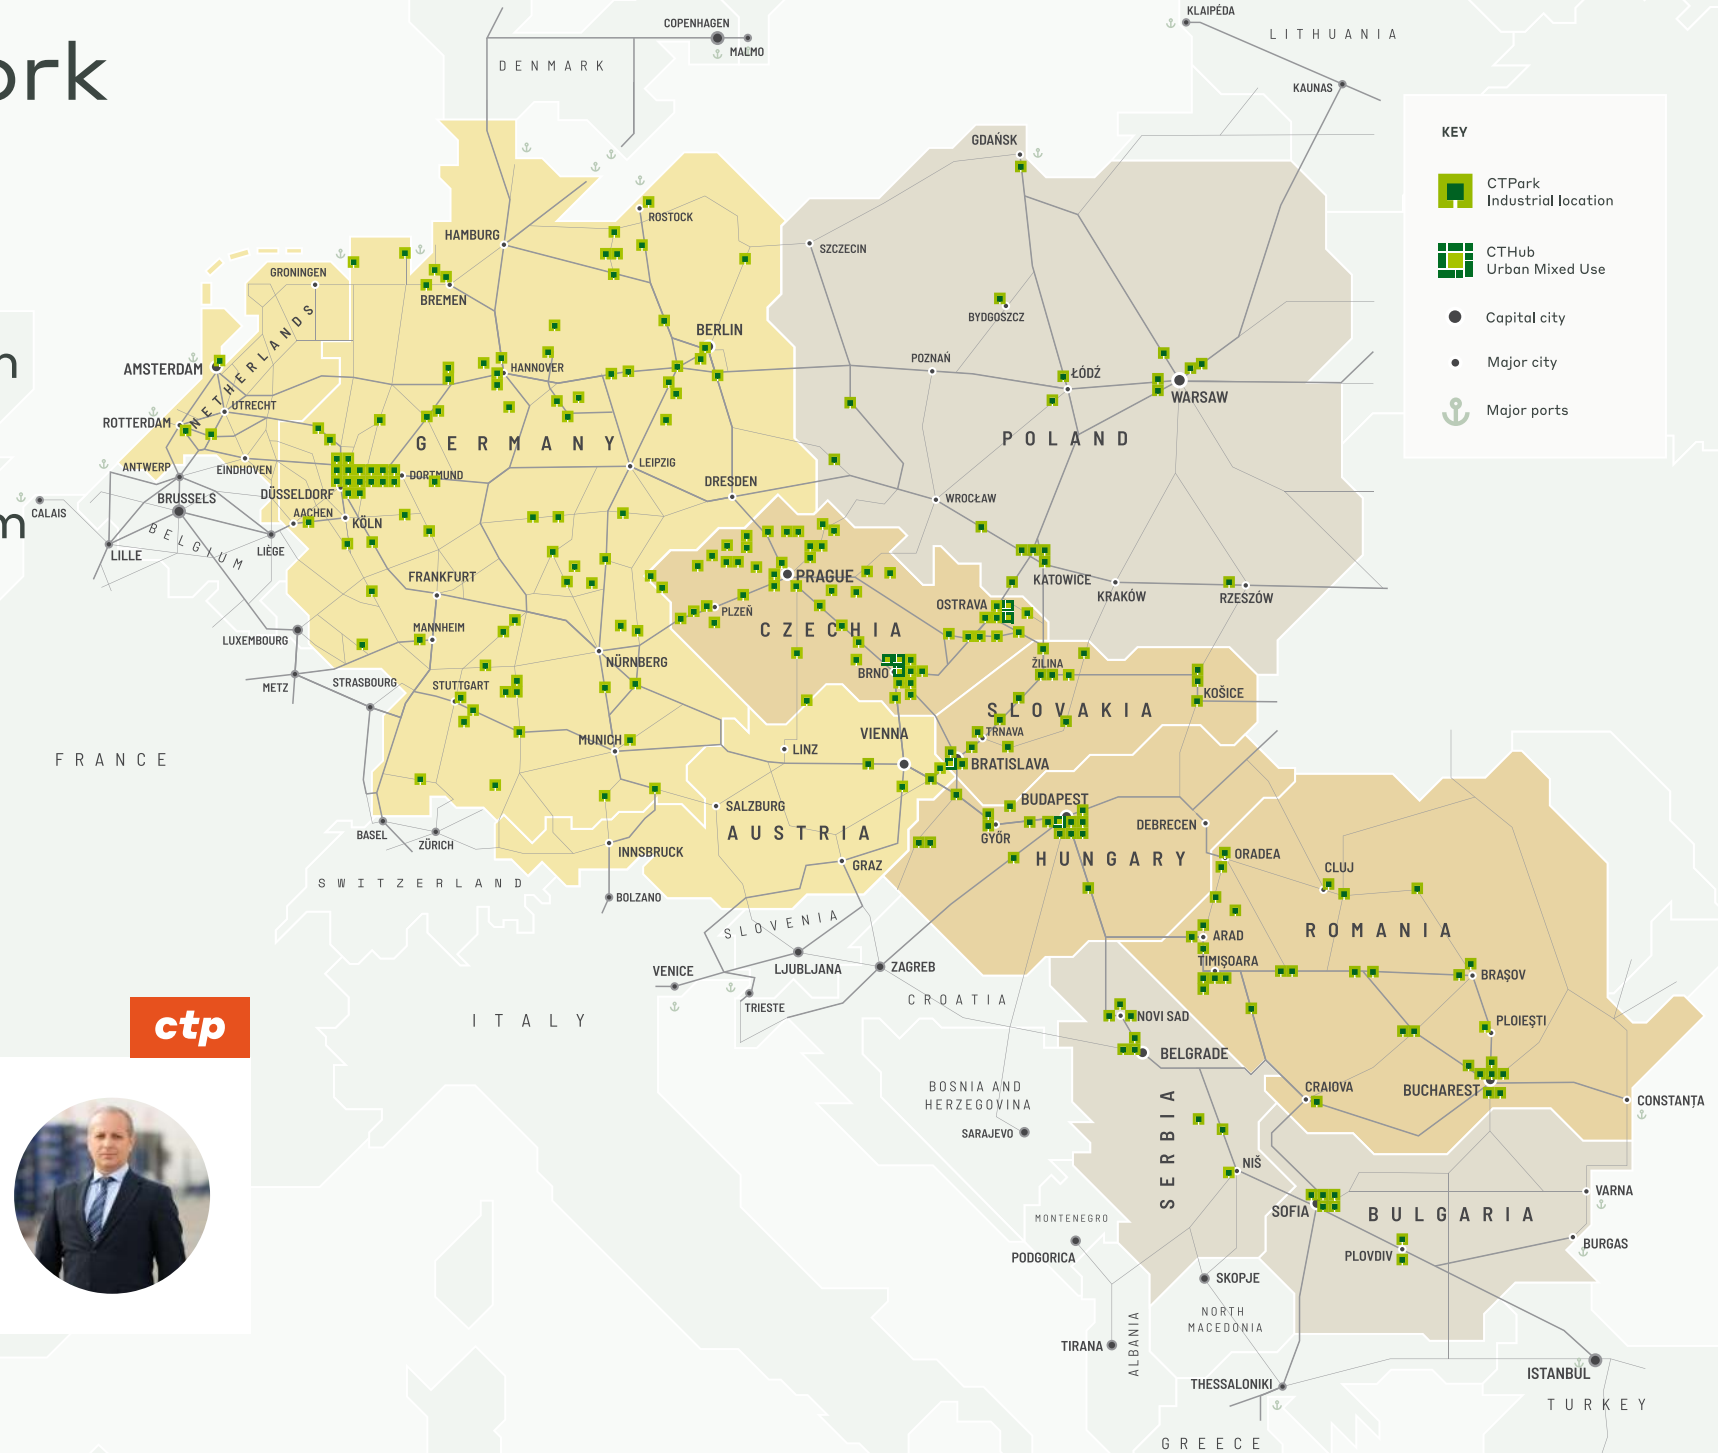 COPENHAGEN
MALMO
DENMARK
KLAIPÉDA
LITHUANIA
KAUNAS
KEY
CTPark
Industrial location
CTHub
Urban Mixed Use
Capital city
Major city
Major ports
GDAŃSK
ROSTOCK
HAMBURG
SZCZECIN
GRONINGEN
BREMEN
BYDGOSZCZ
BERLIN
NETHERLANDS
AMSTERDAM
HANNOVER
POZNAŃ
ŁÓDŹ
WARSAW
UTRECHT
ROTTERDAM
GERMANY
POLAND
ANTWERP
EINDHOVEN
DORTMUND
LEIPZIG
DRESDEN
BRUSSELS
DÜSSELDORF
WROCŁAW
CALAIS
AACHEN
KÖLN
BELGIUM
LILLE
LIÈGE
FRANKFURT
PRAGUE
KATOWICE
KRAKÓW
RZESZÓW
PLZEŇ
OSTRAVA
LUXEMBOURG
MANNHEIM
CZECHIA
NÜRNBERG
ŽILINA
BRNO
METZ
STRASBOURG
STUTTGART
KOŠICE
SLOVAKIA
MUNICH
LINZ
VIENNA
TRNAVA
BRATISLAVA
FRANCE
SALZBURG
BUDAPEST
DEBRECEN
BASEL
ZÜRICH
AUSTRIA
GYÖR
INNSBRUCK
GRAZ
HUNGARY
ORADEA
CLUJ
SWITZERLAND
BOLZANO
SLOVENIA
ROMANIA
ARAD
VENICE
LJUBLJANA
ZAGREB
TIMIȘOARA
BRAȘOV
TRIESTE
CROATIA
ITALY
NOVI SAD
PLOIEȘTI
ctp
BELGRADE
BOSNIA AND
HERZEGOVINA
CRAIOVA
BUCHAREST
CONSTANȚA
SARAJEVO
SERBIA
NIŠ
VARNA
MONTENEGRO
SOFIA
BULGARIA
PODGORICA
PLOVDIV
BURGAS
SKOPJE
NORTH
MACEDONIA
TIRANA
ALBANIA
THESSALONIKI
ISTANBUL
TURKEY
GREECE